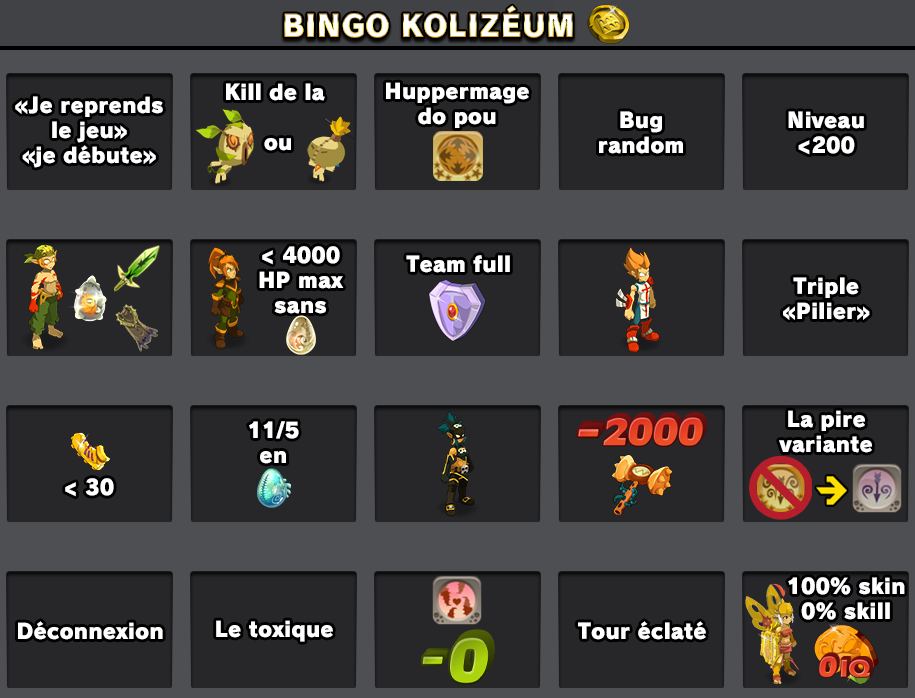 BINGO KOLIZÉUM
«Je reprends
le jeu»
«je débute»
Kill de la
ou
Huppermage
do pou
Bug
random
Niveau
<200
< 4000
HP max
sans
Team full
Triple
«Pilier»
< 30
11/5
en
-2000
La pire
variante
Déconnexion
Le toxique
-0
Tour éclaté
100% skin
0% skill
0IQ